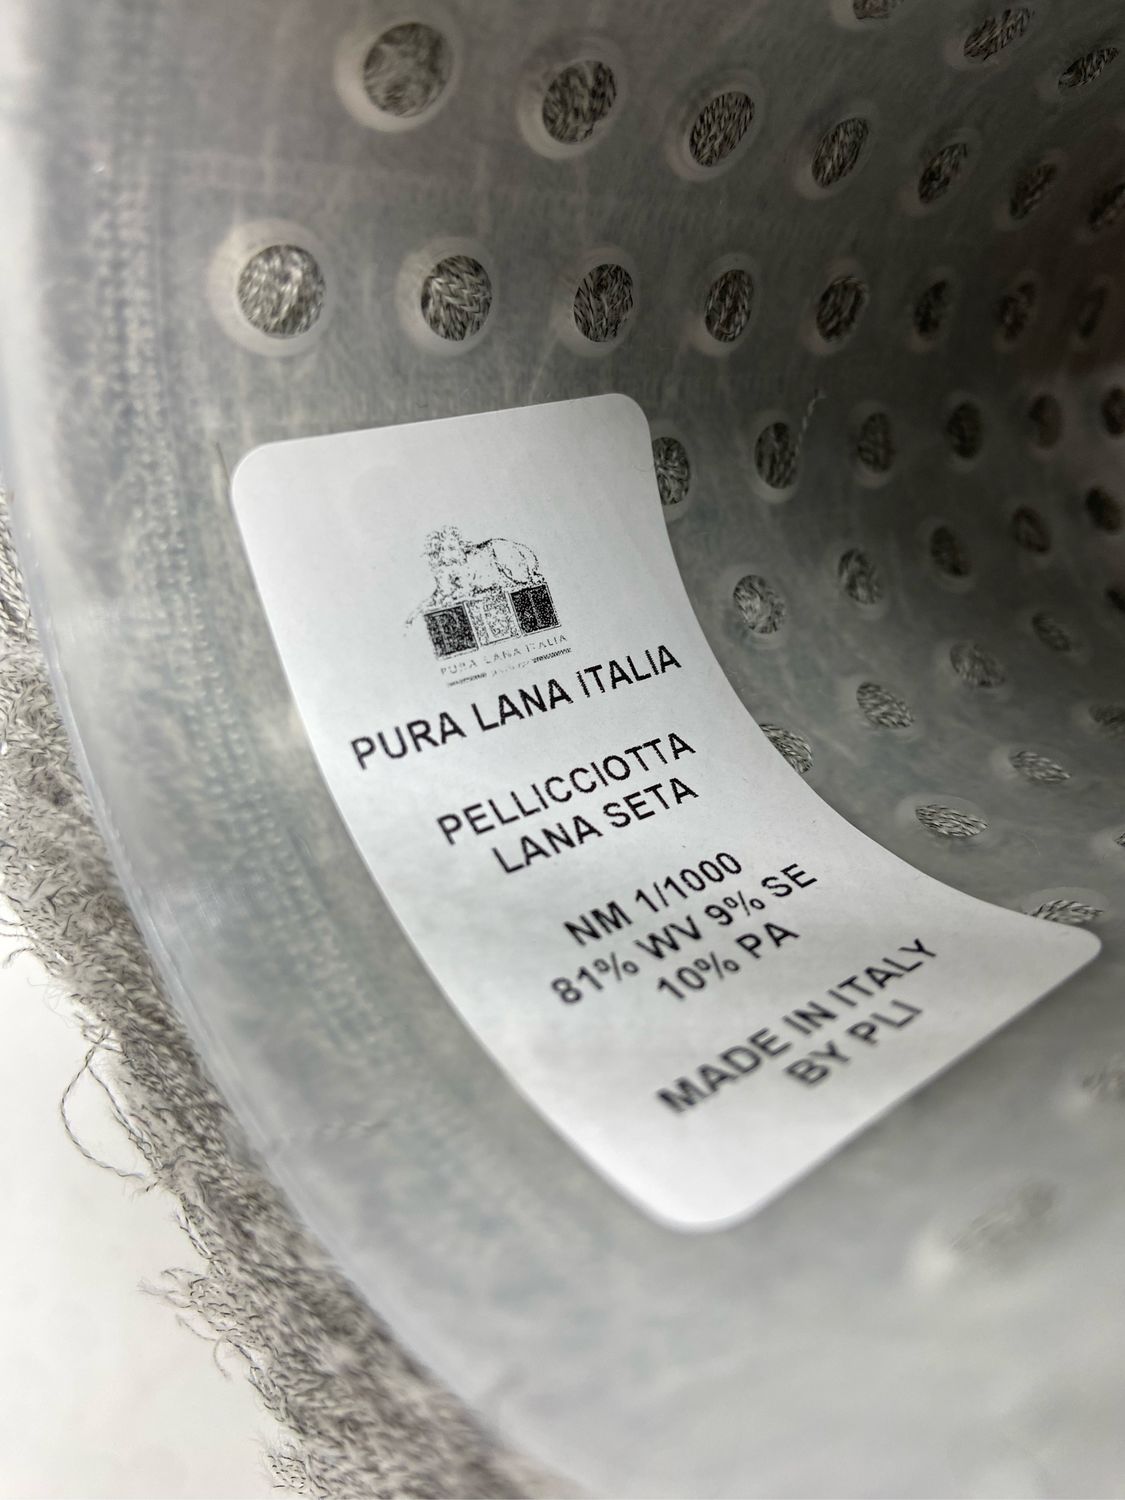 PURA LANA ITALIA
PURA LANA ITALIA
PELLICCIOTTA
LANA SETA
NM 1/1000
81% WV 9% SE
10% PA
MADE IN ITALY
BY PLI